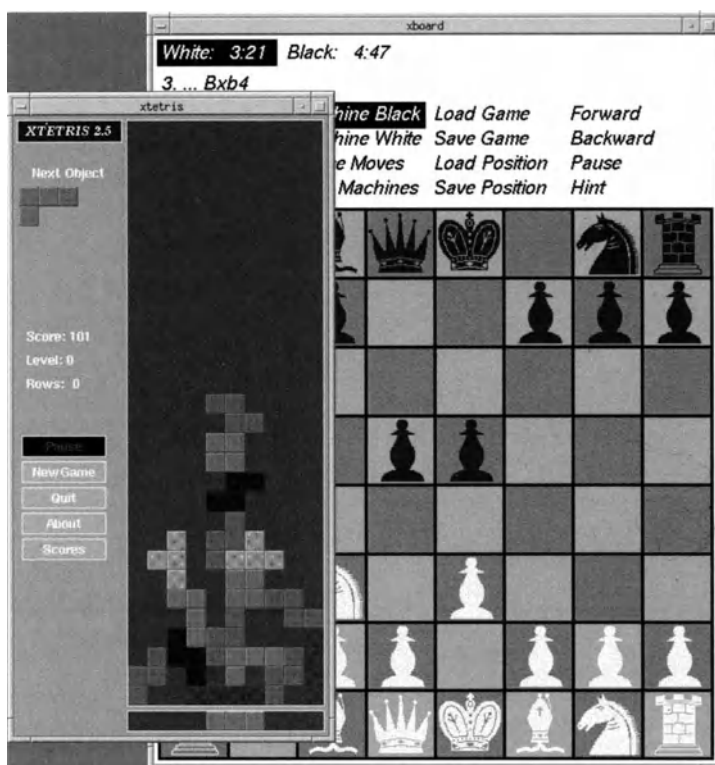 xboard
White: 3:21 Black: 4:47
3. ... Bxb4
hine Black Load Game Forward
hine White Save Game Backward
e Moves Load Position Pause
Machines Save Position Hint
xtetris
XTETRIS 2.5
Next Object
Score: 101
Level: 0
Rows: 0
Pause
New Game
Quit
About
Scores